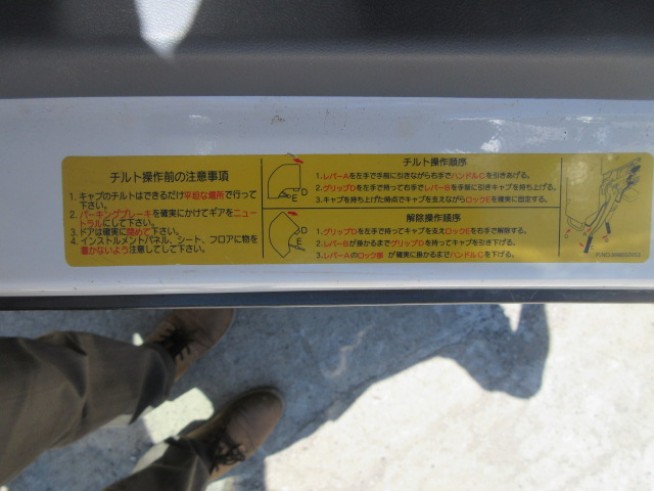 チルト操作前の注意事項
1. キャブのチルトはできるだけ平坦な場所で行って
下さい。
2. パーキングブレーキを確実にかけてギアをニュー
トラルにして下さい。
3. ドアは確実に閉めて下さい。
4. インストルメントパネル、シート、フロアに物を
置かないよう注意してして下さい。
D
E
D
E
チルト操作順序
1.レバーAを左手で手前に引きながら右手でハンドルCを引きあげる。
2.グリップDを左手で持って右手でレバーBを手前に引きキャブを持ち上げる。
3.キャブを持ち上げた時点でキャブを支えながらロックEを確実に固定する。
解除操作順序
1.グリップDを左手で持ってキャブを支えロックEを右手で解除する。
2.レバーBが掛かるまでグリップDを持ってキャブを引き下げる。
3.レバーAのロック部 が確実に掛かるまでハンドルCを下げる。